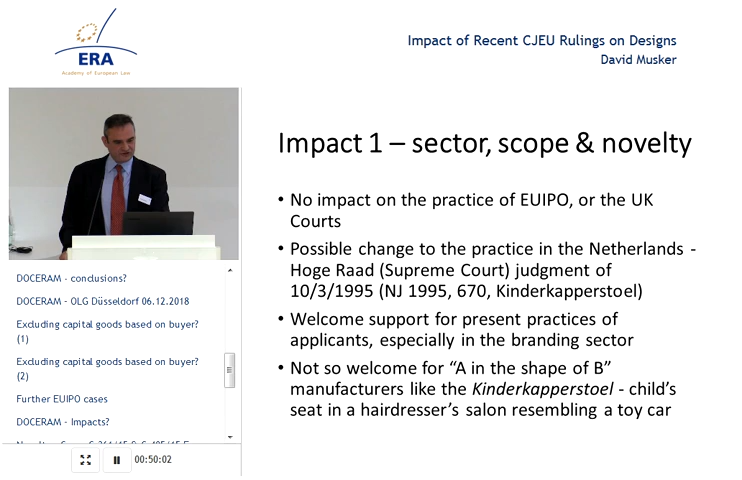 ERA
Academy of European Law
Impact of Recent CJEU Rulings on Designs
David Musker
DOCERAM - conclusions?
DOCERAM - OLG Düsseldorf 06.12.2018
Excluding capital goods based on buyer?
(1)
Excluding capital goods based on buyer?
(2)
Further EUIPO cases
DOCERAM - Impacts?
00:50:02
Impact 1 – sector, scope & novelty
• No impact on the practice of EUIPO, or the UK
Courts
• Possible change to the practice in the Netherlands -
Hoge Raad (Supreme Court) judgment of
10/3/1995 (NJ 1995, 670, Kinderkapperstoel)
• Welcome support for present practices of
applicants, especially in the branding sector
• Not so welcome for “A in the shape of B”
manufacturers like the Kinderkapperstoel - child’s
seat in a hairdresser’s salon resembling a toy car